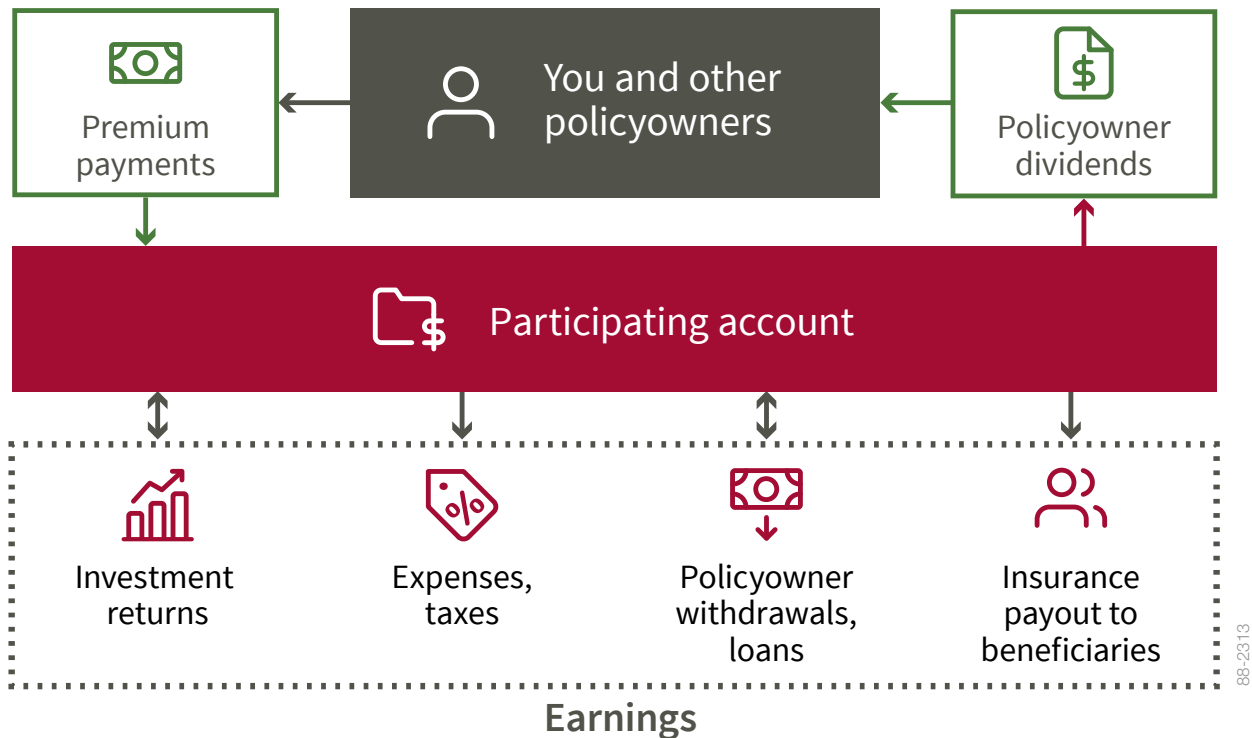 Premium
payments
You and other
policyowners
Policyowner
dividends
Participating account
Investment
returns
Expenses,
taxes
Policyowner
withdrawals,
loans
Insurance
payout to
beneficiaries
Earnings
88-2313